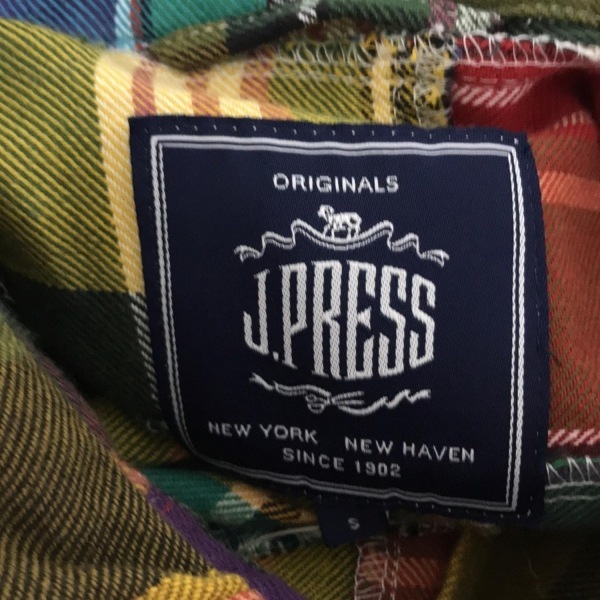 ORIGINALS
J.PRESS
NEW YORK NEW HAVEN
SINCE 1902
S